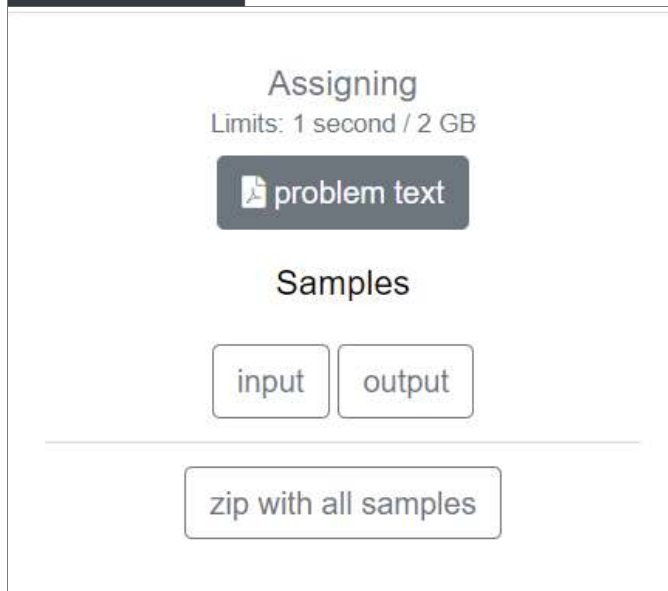 Assigning
Limits: 1 second / 2 GB
problem text
Samples
input output
zip with all samples